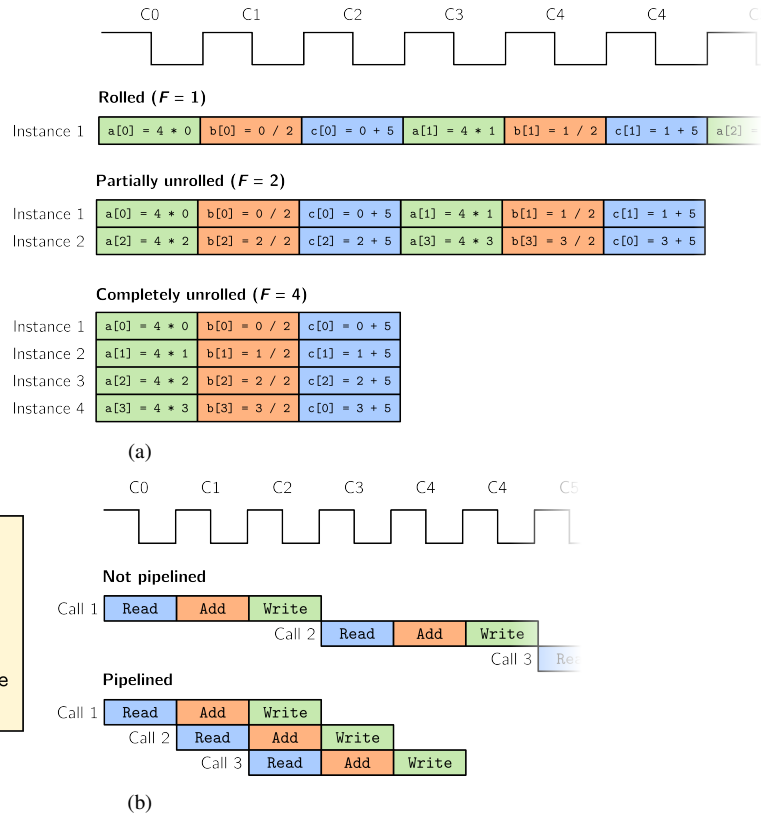 C0 C1 C2 C3 C4 C4 C
Rolled (F = 1)
Instance 1 a[0] = 4 * 0 b[0] = 0 / 2 c[0] = 0 + 5 a[1] = 4 * 1 b[1] = 1 / 2 c[1] = 1 + 5 a[2] =
Partially unrolled (F = 2)
Instance 1 a[0] = 4 * 0 b[0] = 0 / 2 c[0] = 0 + 5 a[1] = 4 * 1 b[1] = 1 / 2 c[1] = 1 + 5
Instance 2 a[2] = 4 * 2 b[2] = 2 / 2 c[2] = 2 + 5 a[3] = 4 * 3 b[3] = 3 / 2 c[0] = 3 + 5
Completely unrolled (F = 4)
Instance 1 a[0] = 4 * 0 b[0] = 0 / 2 c[0] = 0 + 5
Instance 2 a[1] = 4 * 1 b[1] = 1 / 2 c[1] = 1 + 5
Instance 3 a[2] = 4 * 2 b[2] = 2 / 2 c[2] = 2 + 5
Instance 4 a[3] = 4 * 3 b[3] = 3 / 2 c[0] = 3 + 5
(a)
C0 C1 C2 C3 C4 C4 C5
Not pipelined
Call 1 Read Add Write
Call 2 Read Add Write
Call 3
e
Pipelined
Call 1 Read Add Write
Call 2 Read Add Write
Call 3 Read Add Write
(b)